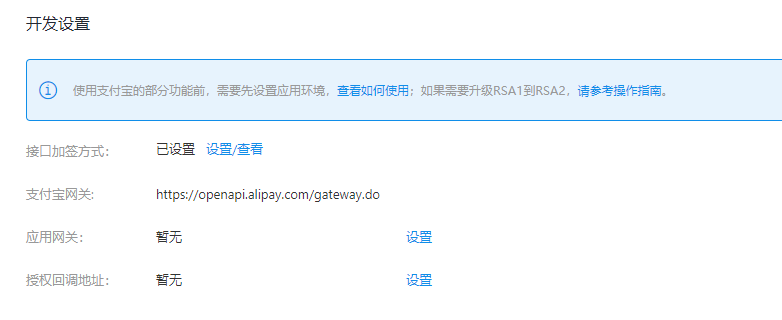 开发设置
使用支付宝的部分功能前，需要先设置应用环境，查看如何使用；如果需要升级RSA1到RSA2，请参考操作指南。
接口加签方式： 已设置 设置/查看
支付宝网关: https://openapi.alipay.com/gateway.do
应用网关： 暂无 设置
授权回调地址： 暂无 设置